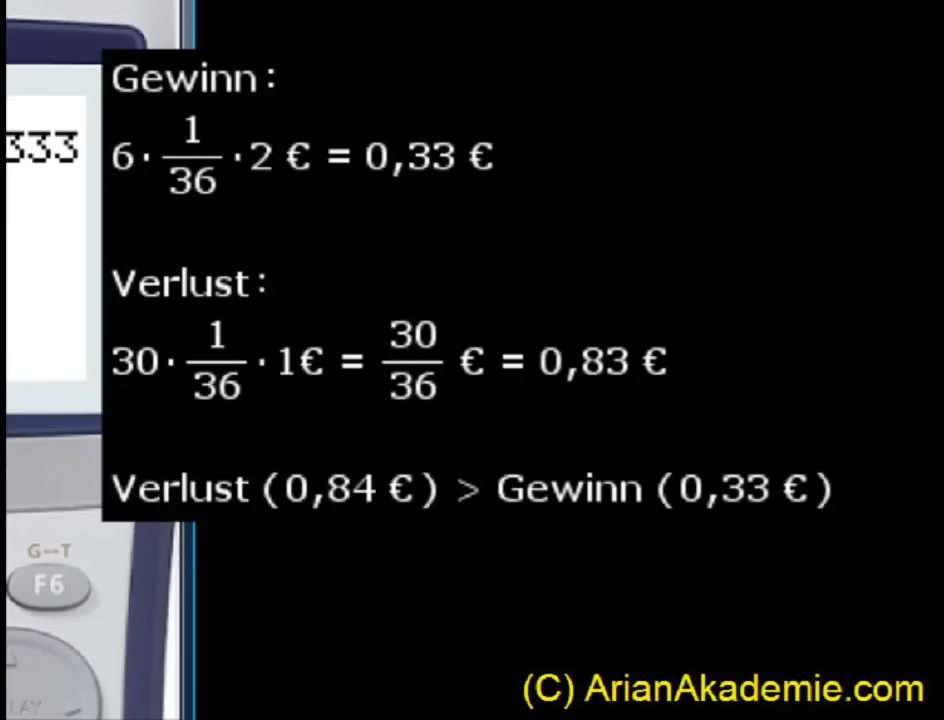 333
Gewinn:
6 · 1/36 · 2 € = 0,33 €
Verlust:
30 · 1/36 · 1€ = 30/36 € = 0,83 €
Verlust (0,84 €) > Gewinn (0,33 €)
G↔T
F6
(C) ArianAkademie.com